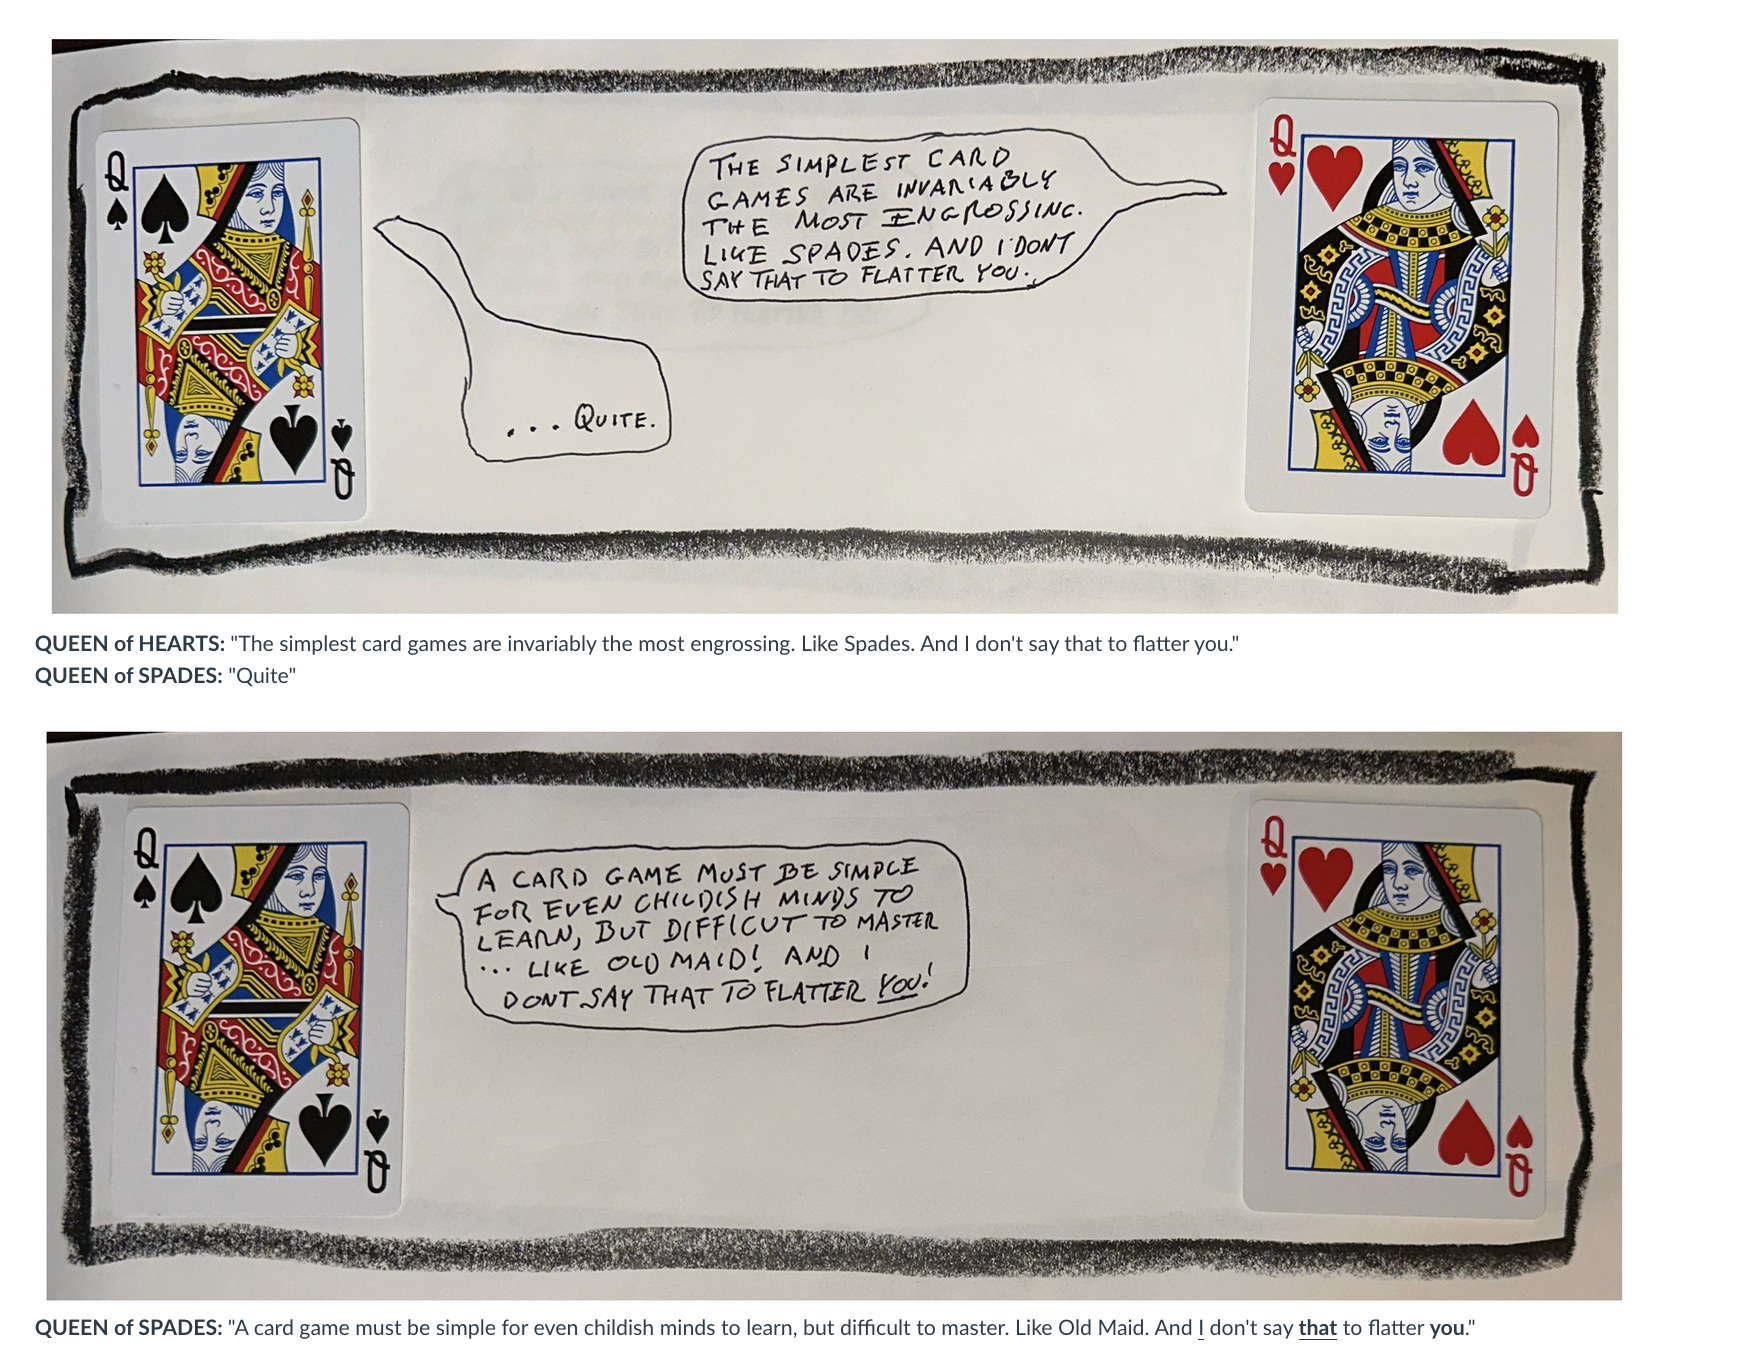 Q
THE SIMPLEST CARD
GAMES ARE INVARIABLY
THE MOST ENGROSSING.
LIKE SPADES. AND I DONT
SAY THAT TO FLATTER YOU.
Q
... QUITE.
Q
Q
QUEEN of HEARTS: "The simplest card games are invariably the most engrossing. Like Spades. And I don't say that to flatter you."
QUEEN of SPADES: "Quite"
Q
A CARD GAME MUST BE SIMPLE
FOR EVEN CHILDISH MINDS TO
LEARN, BUT DIFFICUT TO MASTER
... LIKE OLD MAID! AND I
DONT SAY THAT TO FLATTER YOU!
Q
Q
Q
QUEEN of SPADES: "A card game must be simple for even childish minds to learn, but difficult to master. Like Old Maid. And I don't say that to flatter you."